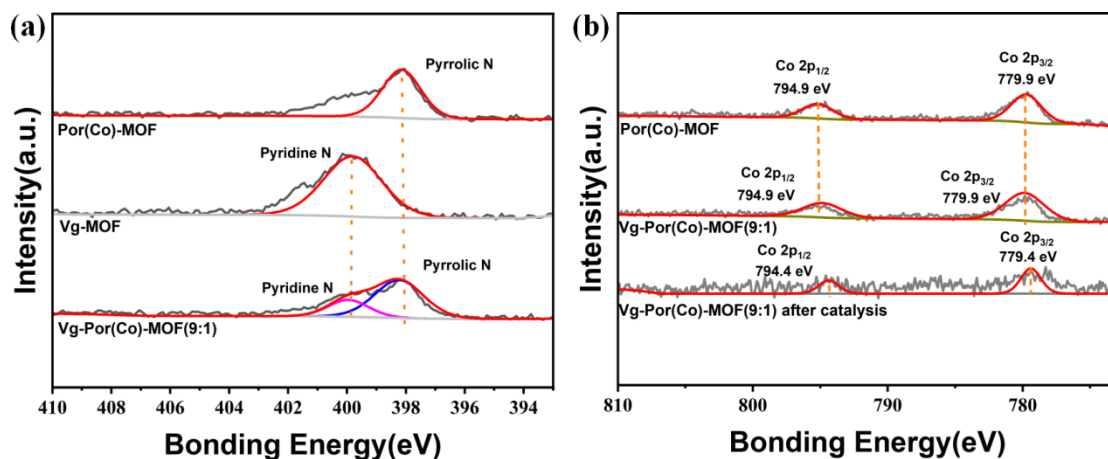 (a)
Intensity(a.u.)
Pyrrolic N
Por(Co)-MOF
Pyridine N
Vg-MOF
Pyrrolic N
Pyridine N
Vg-Por(Co)-MOF(9:1)
410 408 406 404 402 400 398 396 394
Bonding Energy(eV)
(b)
Intensity(a.u.)
Co 2p1/2
794.9 eV
Co 2p3/2
779.9 eV
Por(Co)-MOF
Co 2p1/2
794.9 eV
Co 2p3/2
779.9 eV
Vg-Por(Co)-MOF(9:1)
Co 2p1/2
794.4 eV
Co 2p3/2
779.4 eV
Vg-Por(Co)-MOF(9:1) after catalysis
810 800 790 780
Bonding Energy(eV)